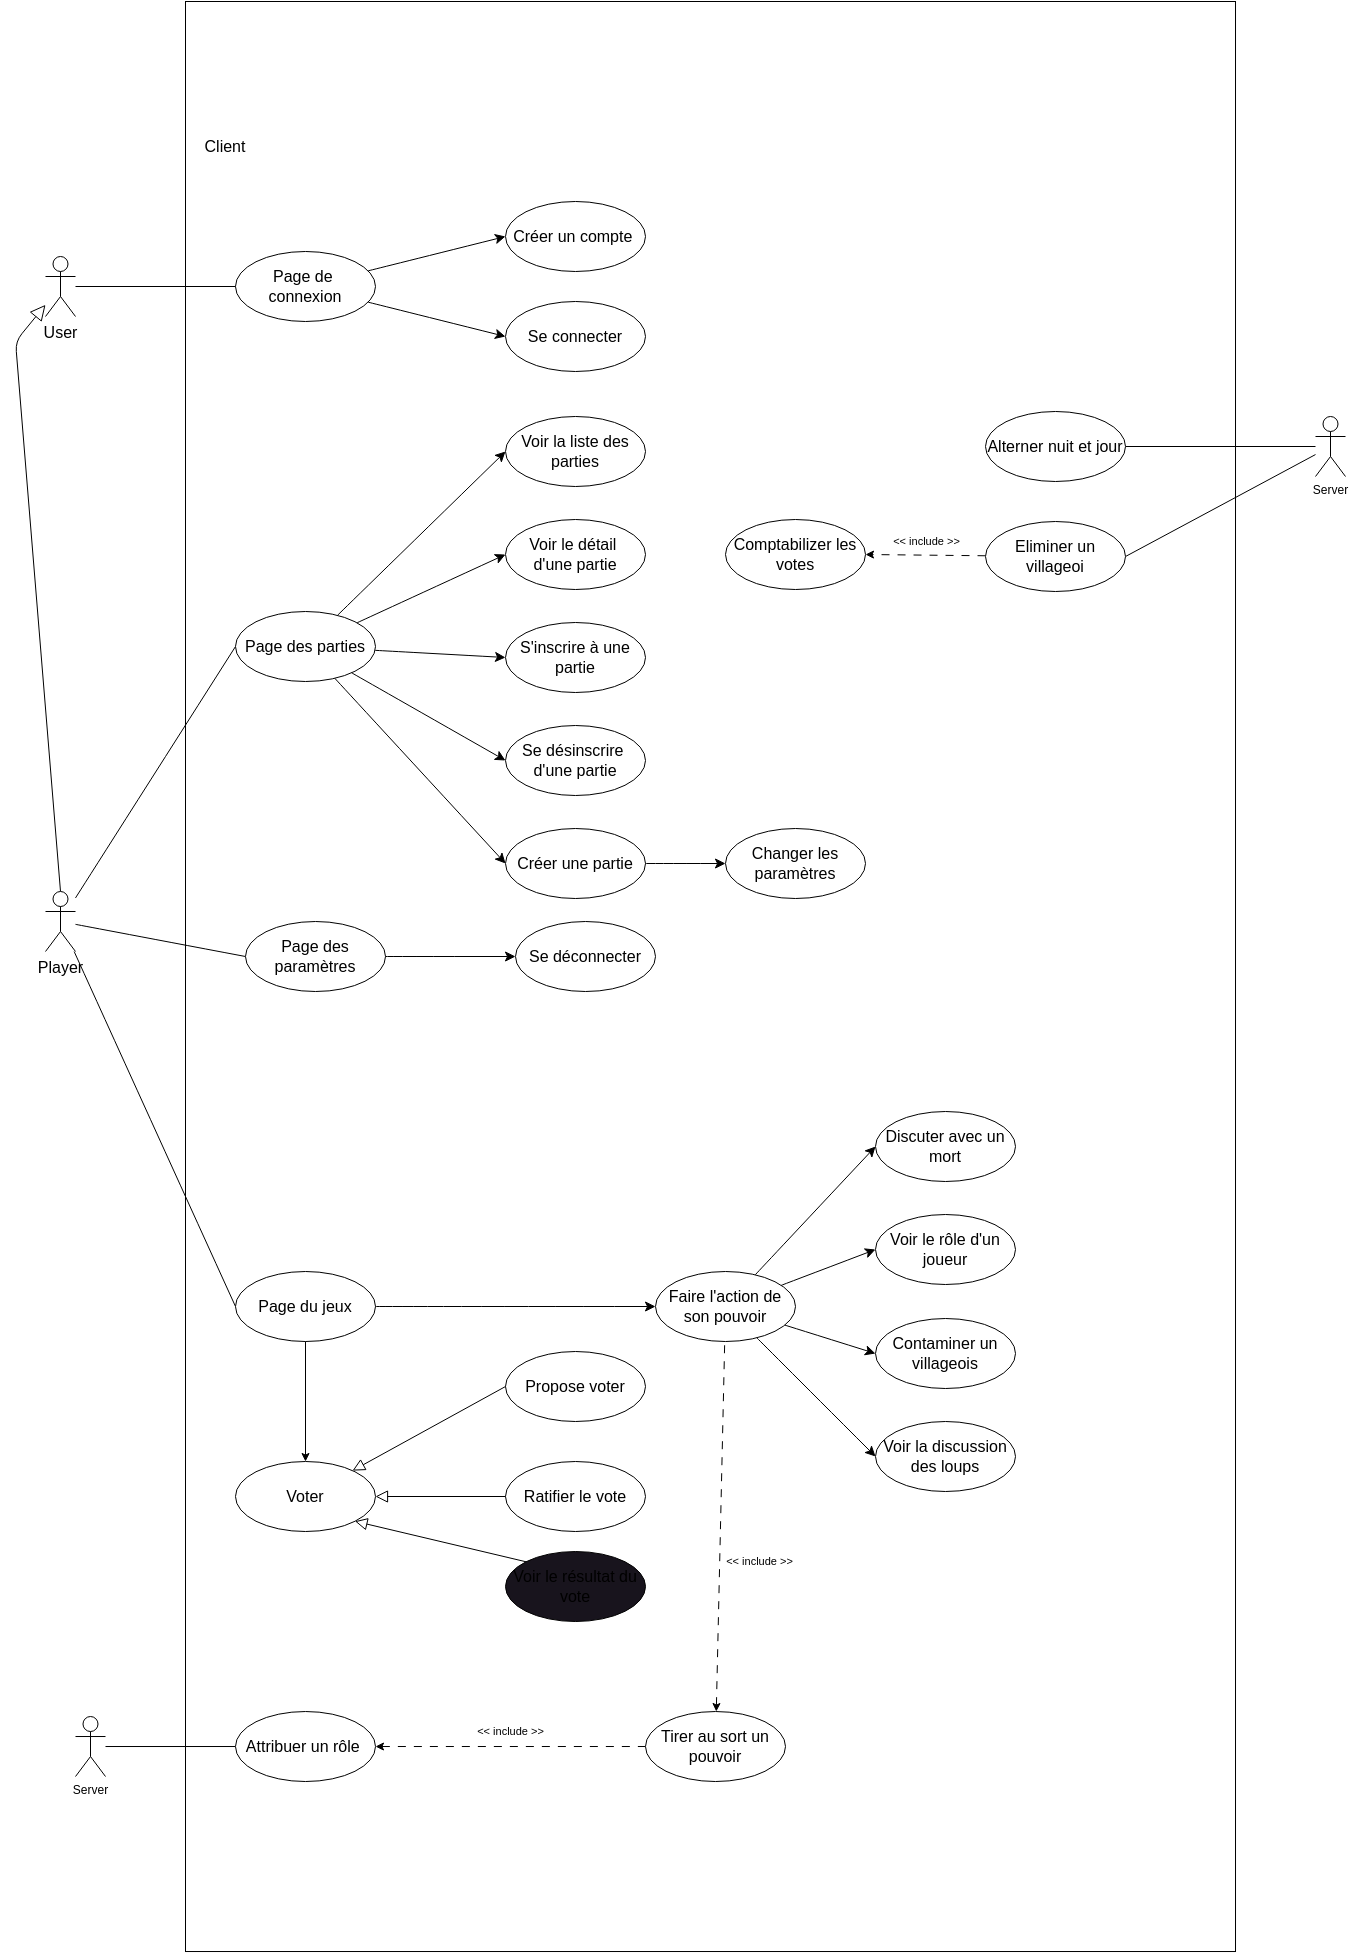 Client
Créer un compte
Page de
connexion
Se connecter
User
Voir la liste des
parties
Alterner nuit et jour
Server
Voir le détail
d'une partie
Comptabilizer les
votes
<< include >>
Eliminer un
villageoi
Page des parties
S'inscrire à une
partie
Se désinscrire
d'une partie
Créer une partie
Changer les
paramètres
Player
Page des
paramètres
Se déconnecter
Discuter avec un
mort
Voir le rôle d'un
joueur
Page du jeux
Faire l'action de
son pouvoir
Contaminer un
villageois
Propose voter
Voir la discussion
des loups
Voter
Ratifier le vote
Voir le résultat du
vote
<< include >>
Server
Attribuer un rôle
<< include >>
Tirer au sort un
pouvoir